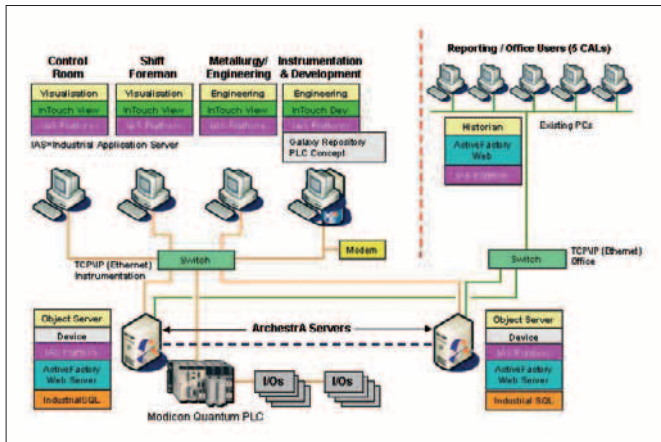 Control
Room
Shift
Foreman
Metallurgy/
Engineering
Instrumentation
& Development
Visualisation
InTouch View
IAS Platform
Visualisation
InTouch View
IAS Platform
Engineering
InTouch View
IAS Platform
Engineering
InTouch Dev
IAS Platform
IAS=Industrial Application Server
Galaxy Repository
PLC Concept
Reporting / Office Users (5 CALs)
Existing PCs
Historian
ActiveFactory
Web
IAS Platform
Modem
Switch
TCP\IP (Ethernet)
Instrumentation
Switch
TCP\IP (Ethernet)
Office
Object Server
Device
IAS Platform
ActiveFactory
Web Server
IndustrialSQL
ArchestrA Servers
Object Server
Device
IAS Platform
ActiveFactory
Web Server
Industrial SQL
I/Os
I/Os
Modicon Quantum PLC